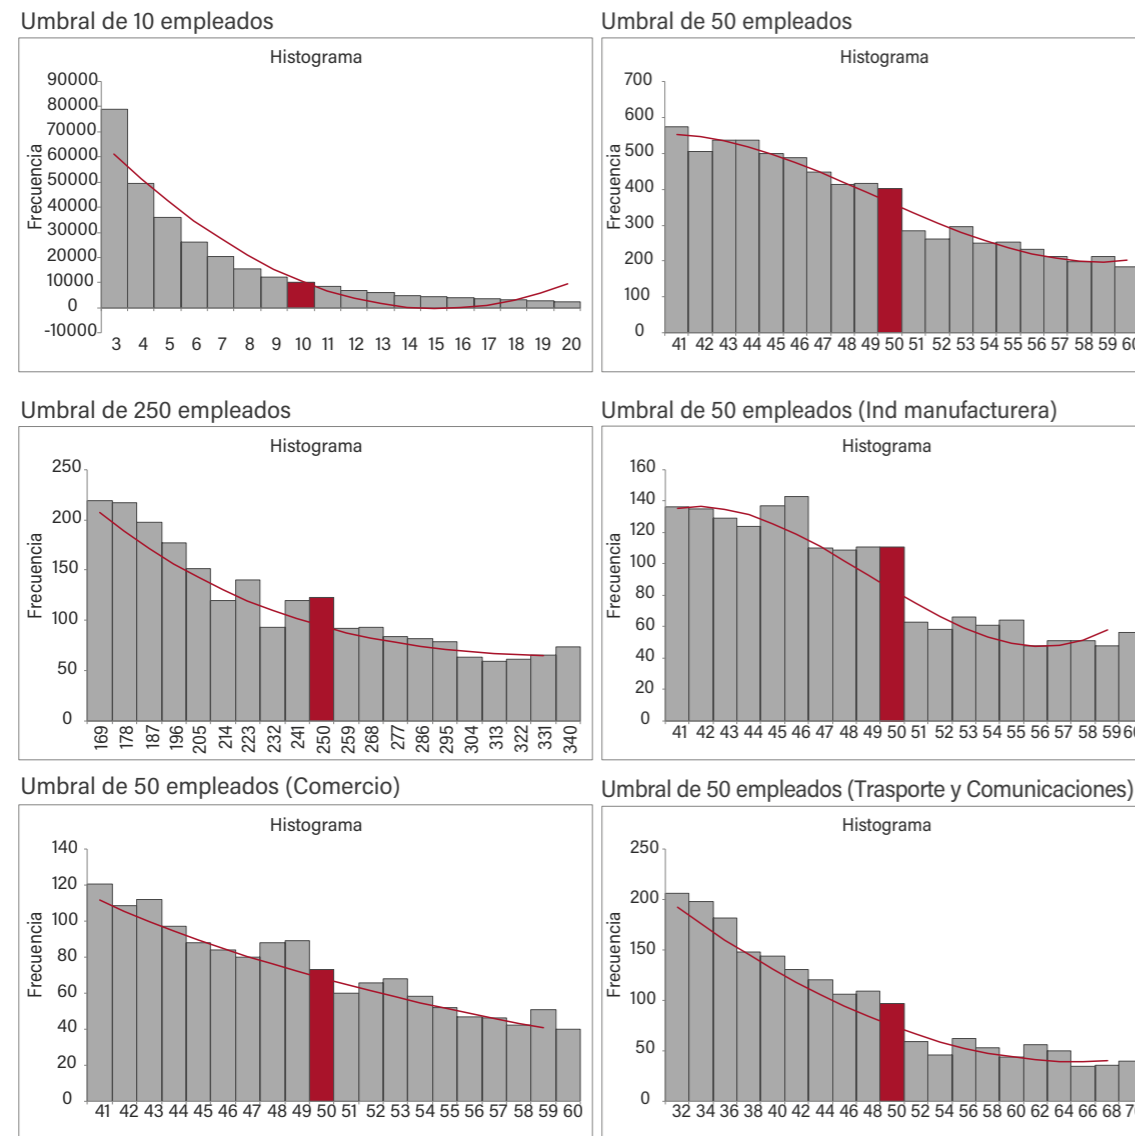 Umbral de 10 empleados
Histograma
Frecuencia
90000
80000
70000
60000
50000
40000
30000
20000
10000
0
-10000
3 4 5 6 7 8 9 10 11 12 13 14 15 16 17 18 19 20
Umbral de 50 empleados
Histograma
Frecuencia
700
600
500
400
300
200
100
0
41 42 43 44 45 46 47 48 49 50 51 52 53 54 55 56 57 58 59 60
Umbral de 250 empleados
Histograma
Frecuencia
250
200
150
100
50
0
169 178 187 196 205 214 223 232 241 250 259 268 277 286 295 304 313 322 331 340
Umbral de 50 empleados (Ind manufacturera)
Histograma
Frecuencia
160
140
120
100
80
60
40
20
0
41 42 43 44 45 46 47 48 49 50 51 52 53 54 55 56 57 58 59 60
Umbral de 50 empleados (Comercio)
Histograma
Frecuencia
140
120
100
80
60
40
20
0
41 42 43 44 45 46 47 48 49 50 51 52 53 54 55 56 57 58 59 60
Umbral de 50 empleados (Trasporte y Comunicaciones)
Histograma
Frecuencia
250
200
150
100
50
0
32 34 36 38 40 42 44 46 48 50 52 54 56 58 60 62 64 66 68 70